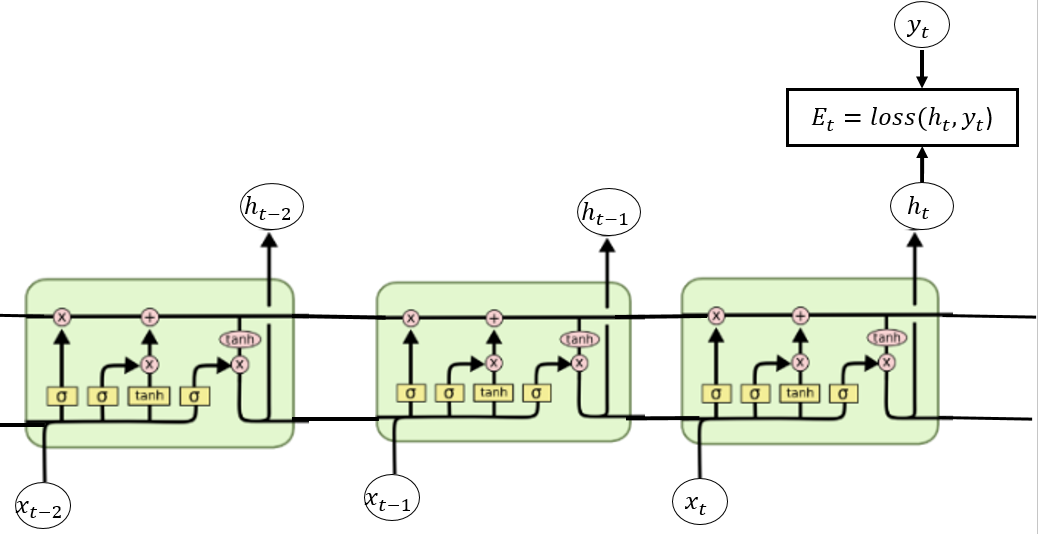 yₜ
Eₜ = loss(hₜ, yₜ)
hₜ₋₂
hₜ₋₁
hₜ
x + x + x +
tanh tanh tanh
x x x x x x
σ σ tanh σ σ σ tanh σ σ σ tanh σ
xₜ₋₂
xₜ₋₁
xₜ